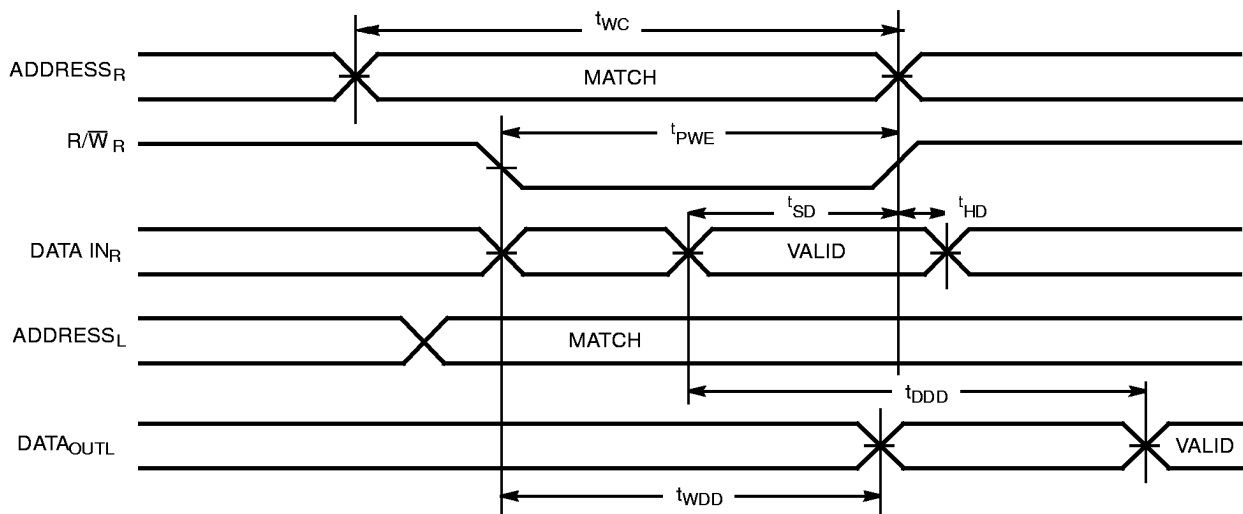 tWC
ADDRESSR
MATCH
R/W̅ R
tPWE
tSD
tHD
DATA INR
VALID
ADDRESSL
MATCH
tDDD
DATAOUTL
VALID
tWDD